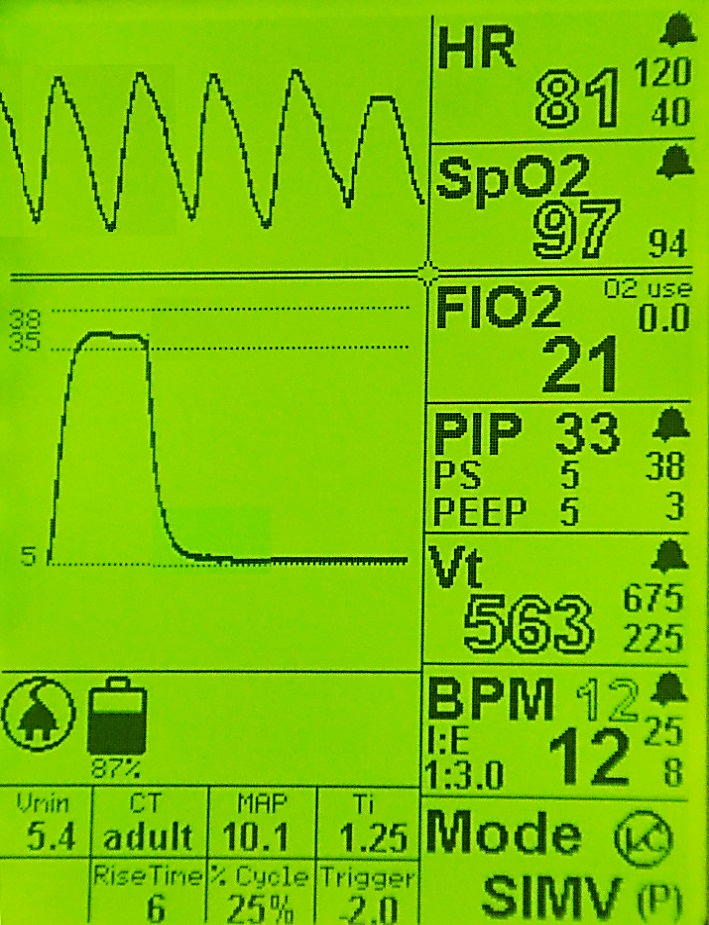 HR
81
120
40
SpO2
97
94
FIO2
O2 use
0.0
21
38
35
5
PIP 33
38
PS 5
PEEP 5
3
Vt
563
675
225
BPM 12
25
I:E
1:3.0
12
8
87%
Vmin
5.4
CT
adult
MAP
10.1
Ti
1.25
RiseTime
6
% Cycle
25%
Trigger
-2.0
Mode
SIMV (P)